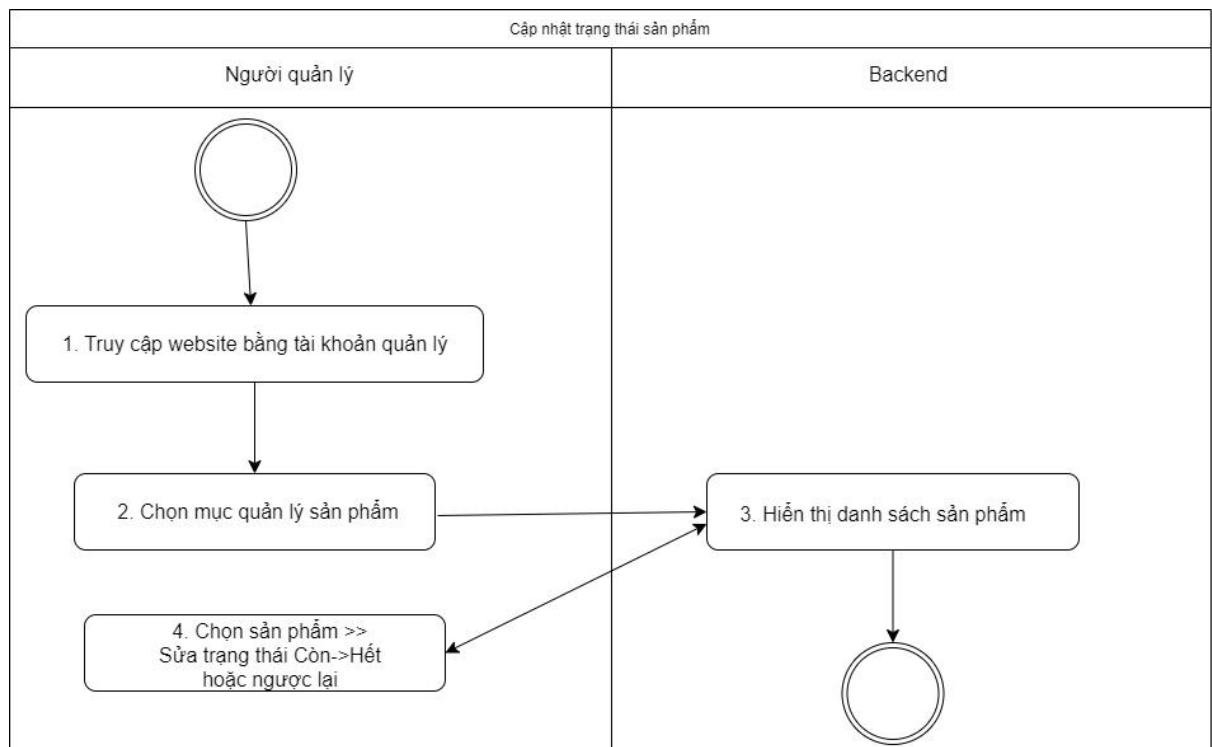 Cập nhật trạng thái sản phẩm
Người quản lý
Backend
1. Truy cập website bằng tài khoản quản lý
2. Chọn mục quản lý sản phẩm
3. Hiển thị danh sách sản phẩm
4. Chọn sản phẩm >>
Sửa trạng thái Còn->Hết
hoặc ngược lại